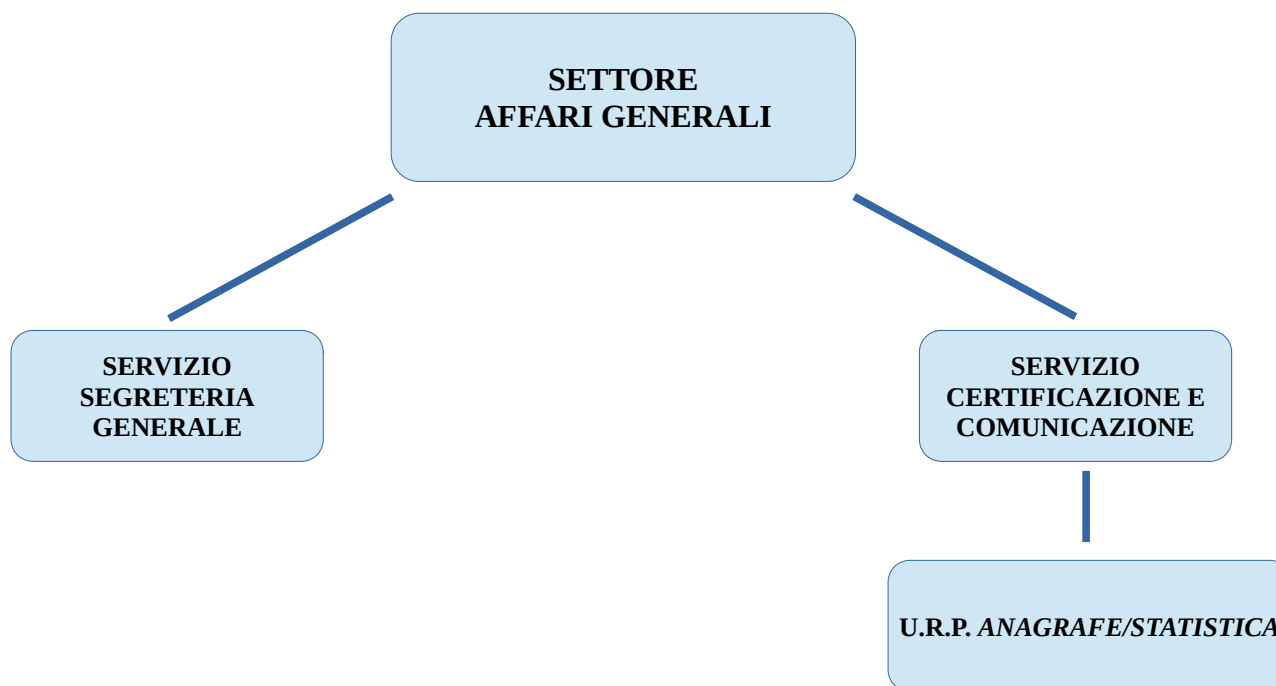 SETTORE
AFFARI GENERALI
SERVIZIO
SEGRETERIA
GENERALE
SERVIZIO
CERTIFICAZIONE E
COMUNICAZIONE
U.R.P. ANAGRAFE/STATISTICA